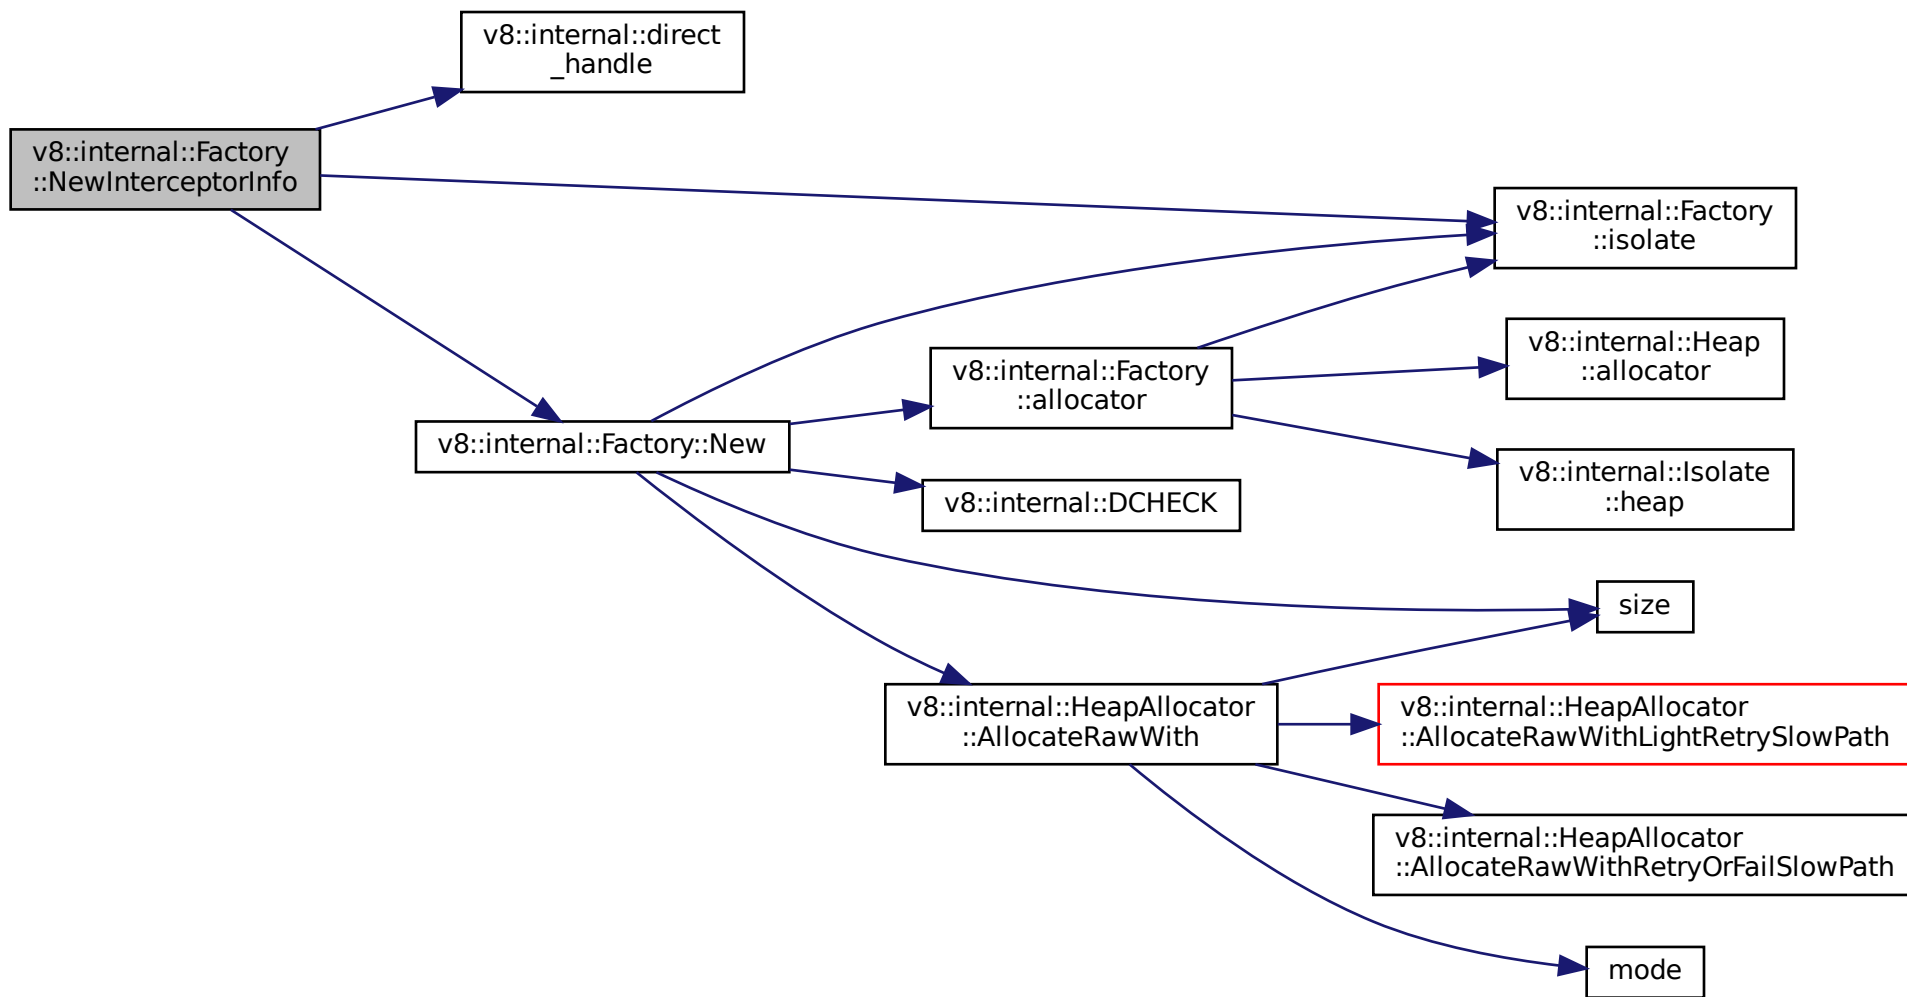 v8::internal::direct
_handle
v8::internal::Factory
::NewInterceptorInfo
v8::internal::Factory
::isolate
v8::internal::Heap
::allocator
v8::internal::Factory
::allocator
v8::internal::Factory::New
v8::internal::Isolate
::heap
v8::internal::DCHECK
size
v8::internal::HeapAllocator
::AllocateRawWith
v8::internal::HeapAllocator
::AllocateRawWithLightRetrySlowPath
v8::internal::HeapAllocator
::AllocateRawWithRetryOrFailSlowPath
mode